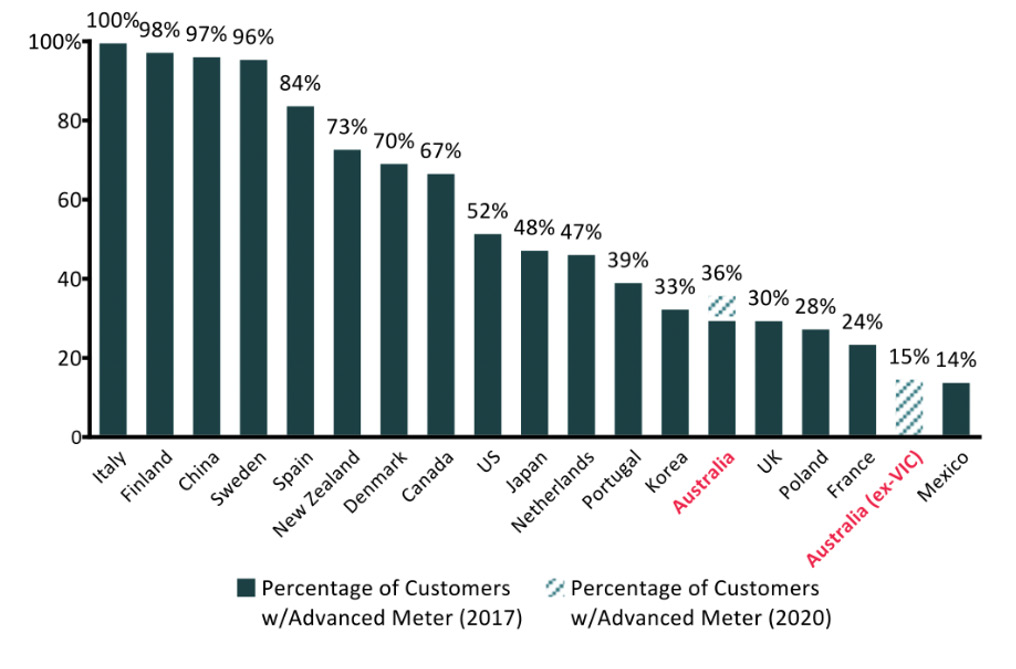 100% 98% 97% 96%
84%
73% 70% 67%
52% 48% 47%
39%
33% 36%
30% 28%
24%
15% 14%
100%
80
60
40
20
0
Italy
Finland
China
Sweden
Spain
New Zealand
Denmark
Canada
US
Japan
Netherlands
Portugal
Korea
Australia
UK
Poland
France
Australia (ex-VIC)
Mexico
Percentage of Customers
w/Advanced Meter (2017)
Percentage of Customers
w/Advanced Meter (2020)